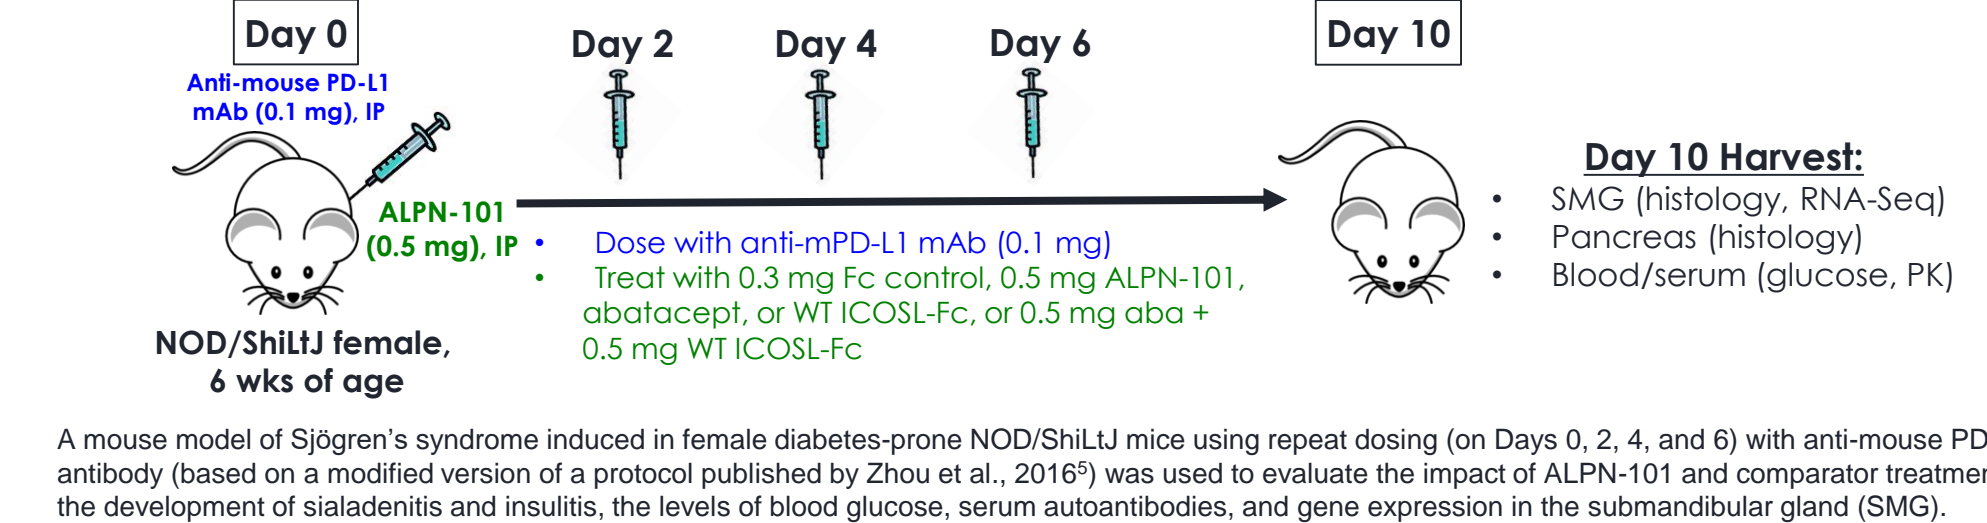 Day 0
Anti-mouse PD-L1
mAb (0.1 mg), IP
ALPN-101
(0.5 mg), IP
NOD/ShiLtJ female,
6 wks of age
Day 2
Day 4
Day 6
• Dose with anti-mPD-L1 mAb (0.1 mg)
• Treat with 0.3 mg Fc control, 0.5 mg ALPN-101,
abatacept, or WT ICOSL-Fc, or 0.5 mg aba +
0.5 mg WT ICOSL-Fc
Day 10
Day 10 Harvest:
• SMG (histology, RNA-Seq)
• Pancreas (histology)
• Blood/serum (glucose, PK)
A mouse model of Sjögren’s syndrome induced in female diabetes-prone NOD/ShiLtJ mice using repeat dosing (on Days 0, 2, 4, and 6) with anti-mouse PD
antibody (based on a modified version of a protocol published by Zhou et al., 2016⁵) was used to evaluate the impact of ALPN-101 and comparator treatmen
the development of sialadenitis and insulitis, the levels of blood glucose, serum autoantibodies, and gene expression in the submandibular gland (SMG).